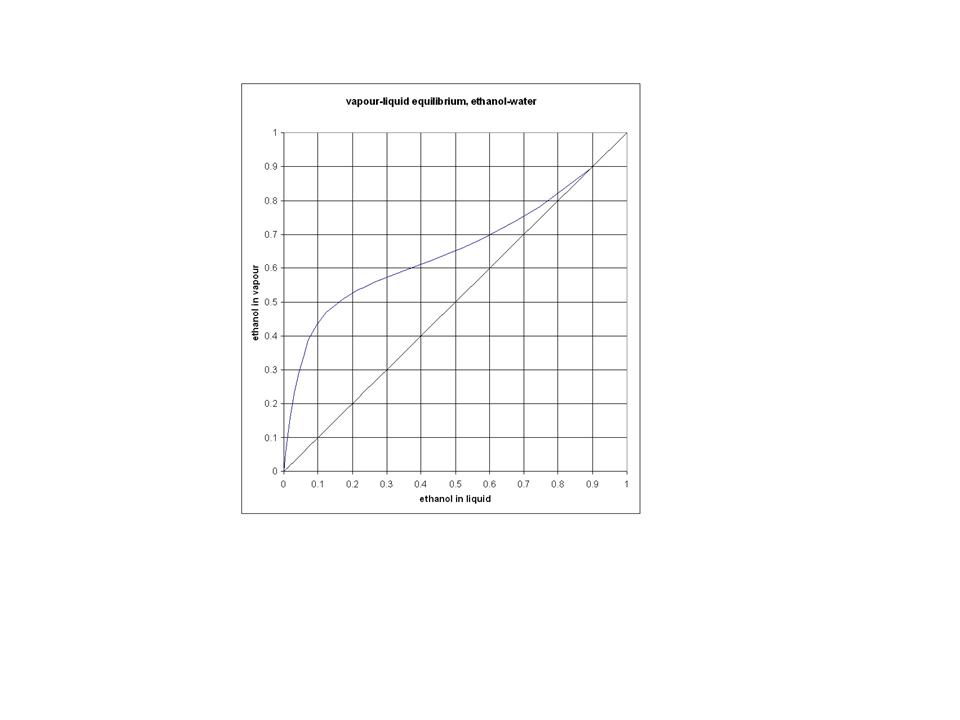 vapour-liquid equilibrium, ethanol-water
1
0.9
0.8
0.7
0.6
0.5
0.4
0.3
0.2
0.1
0
ethanol in vapour
0 0.1 0.2 0.3 0.4 0.5 0.6 0.7 0.8 0.9 1
ethanol in liquid